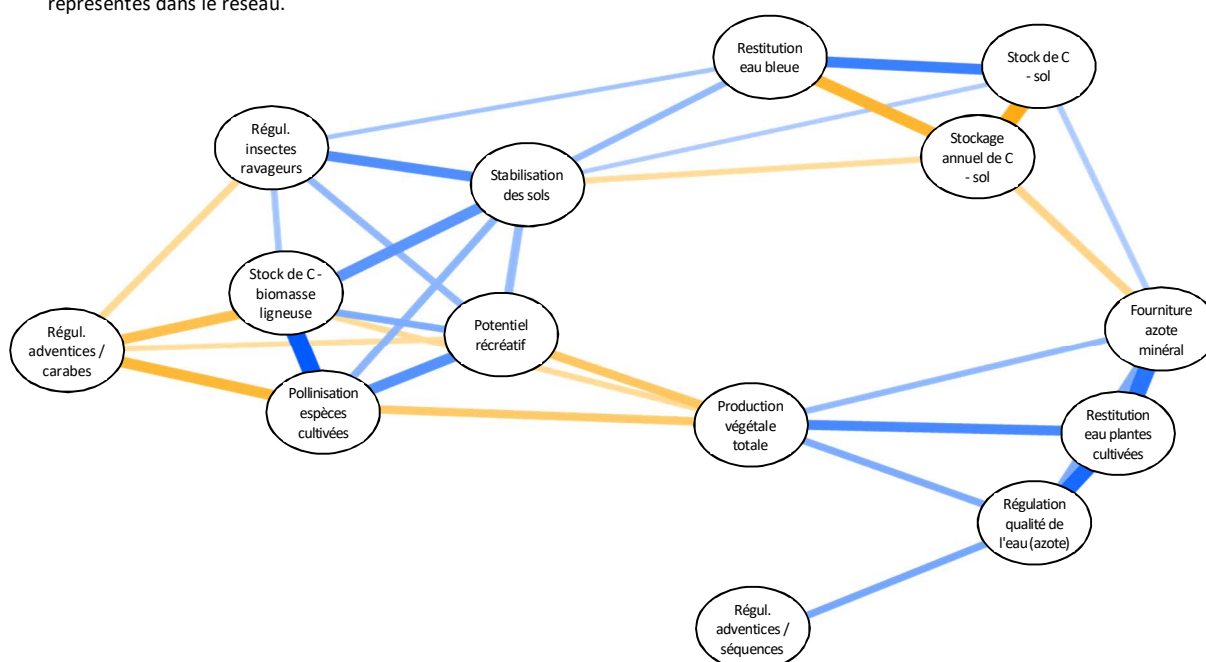 représentés dans le réseau.
Restitution
eau bleue
Stock de C
- sol
Régul.
insectes
ravageurs
Stockage
annuel de C
- sol
Stabilisation
des sols
Stock de C -
biomasse
ligneuse
Régul.
adventices /
carabes
Potentiel
récréatif
Fourniture
azote
minéral
Pollinisation
espèces
cultivées
Production
végétale
totale
Restitution
eau plantes
cultivées
Régulation
qualité de
l'eau (azote)
Régul.
adventices /
séquences